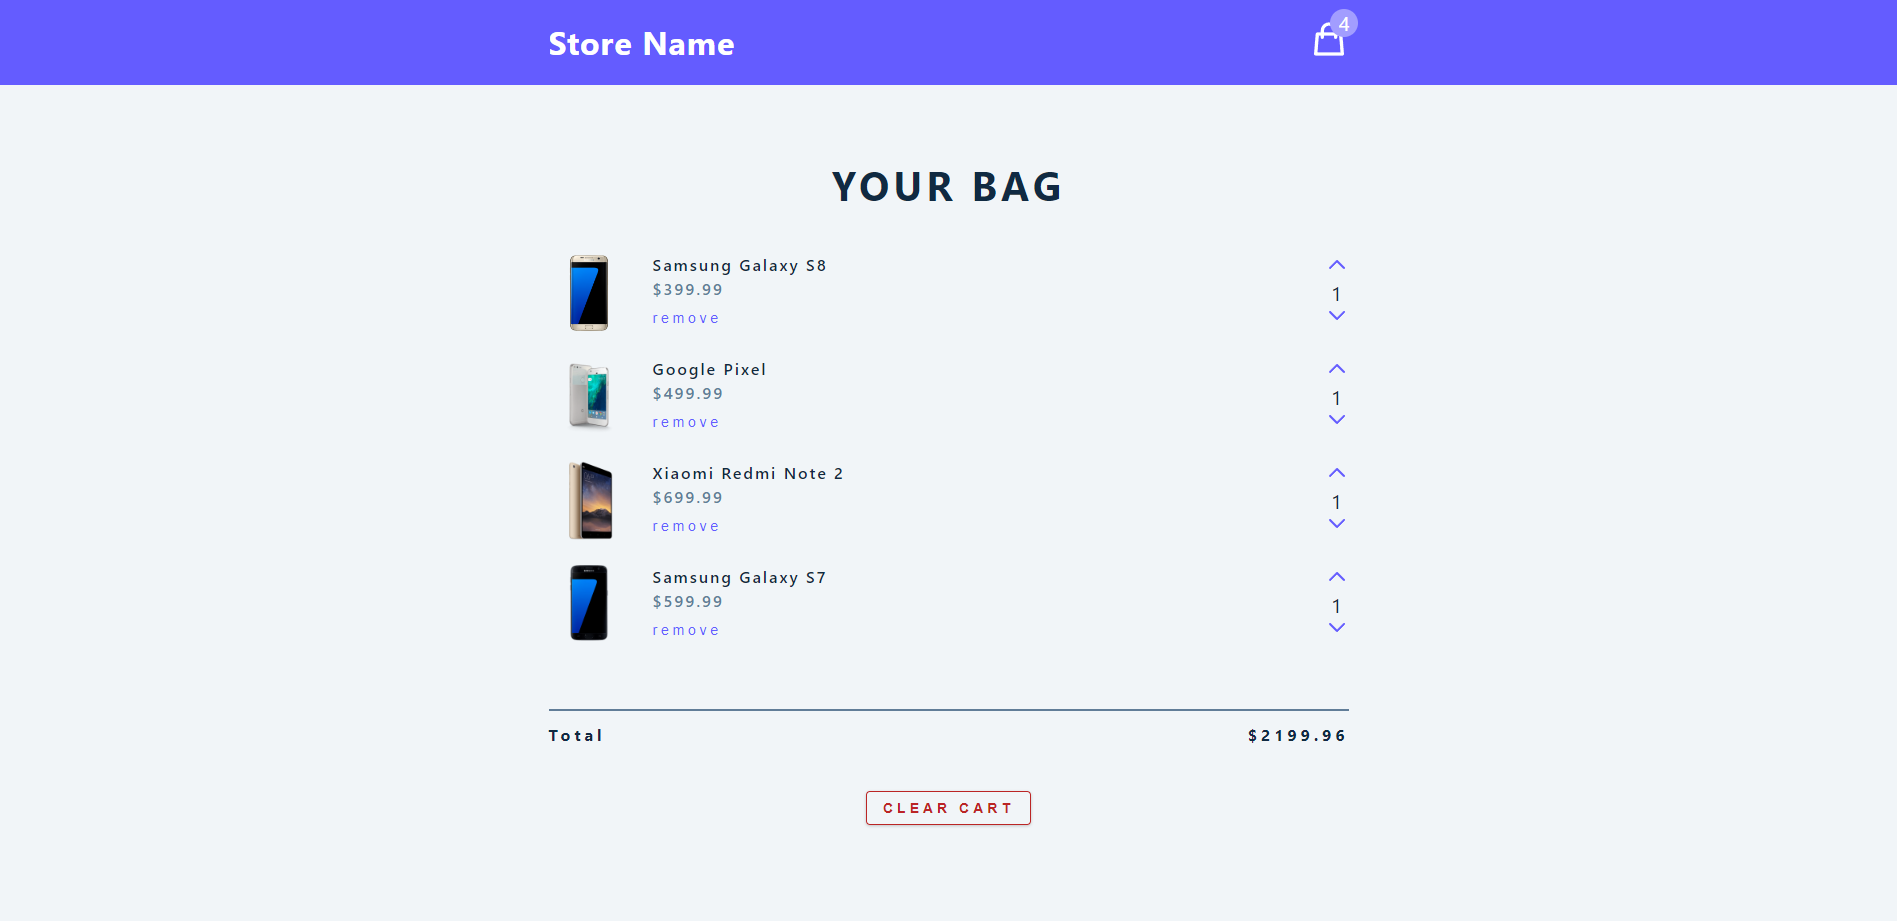 Store Name
4
YOUR BAG
Samsung Galaxy S8
$399.99
remove
1
Google Pixel
$499.99
remove
1
Xiaomi Redmi Note 2
$699.99
remove
1
Samsung Galaxy S7
$599.99
remove
1
Total $2199.96
CLEAR CART